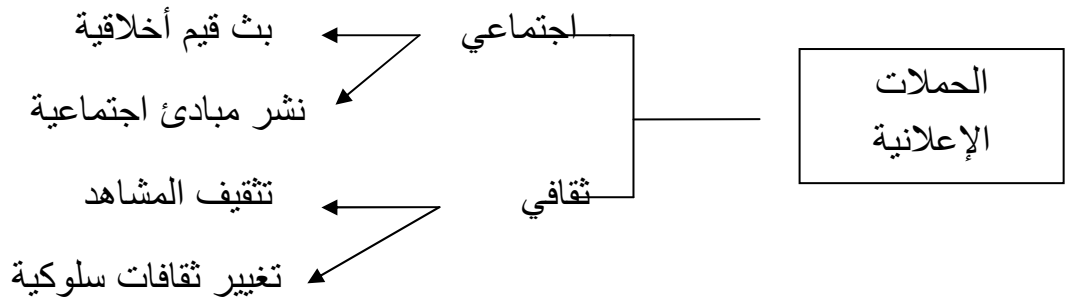 الحملات
الإعلانية
اجتماعي
بث قيم أخلاقية
نشر مبادئ اجتماعية
ثقافي
تثقيف المشاهد
تغيير ثقافات سلوكية